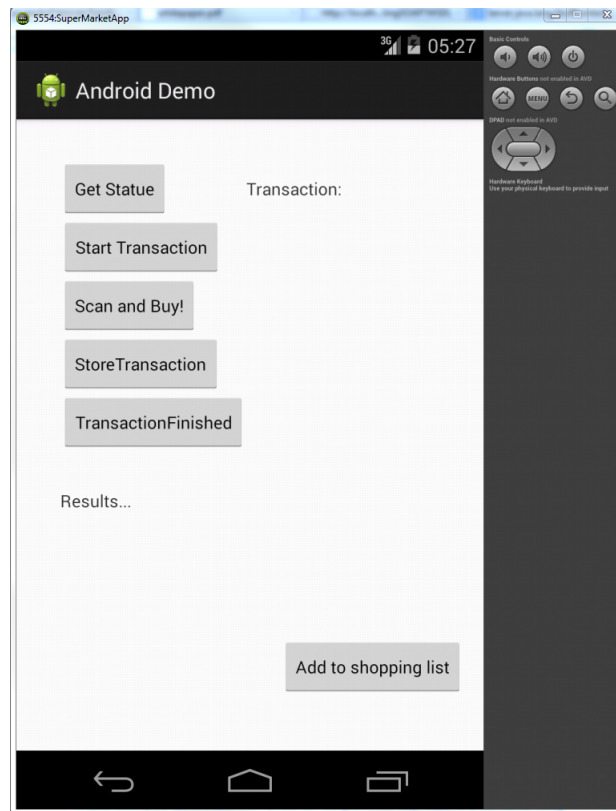 5554:SuperMarketApp
3G 05:27
Android Demo
Get Statue
Transaction:
Start Transaction
Scan and Buy!
StoreTransaction
TransactionFinished
Results...
Add to shopping list
Basic Controls
Hardware Buttons not enabled in AVD
MENU
DPAD not enabled in AVD
Hardware Keyboard
Use your physical keyboard to provide input